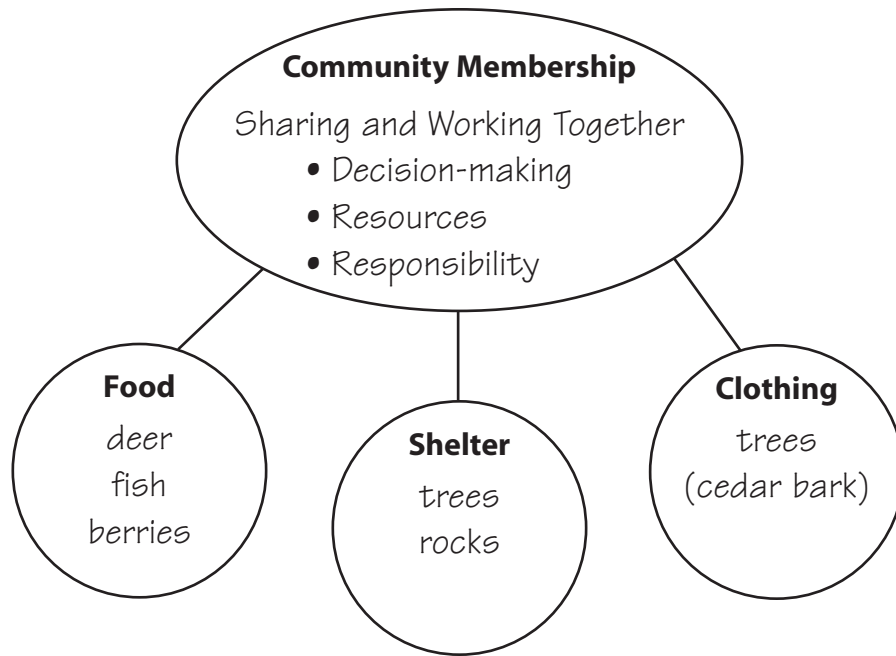 Community Membership
Sharing and Working Together
• Decision-making
• Resources
• Responsibility
Food
deer
fish
berries
Shelter
trees
rocks
Clothing
trees
(cedar bark)